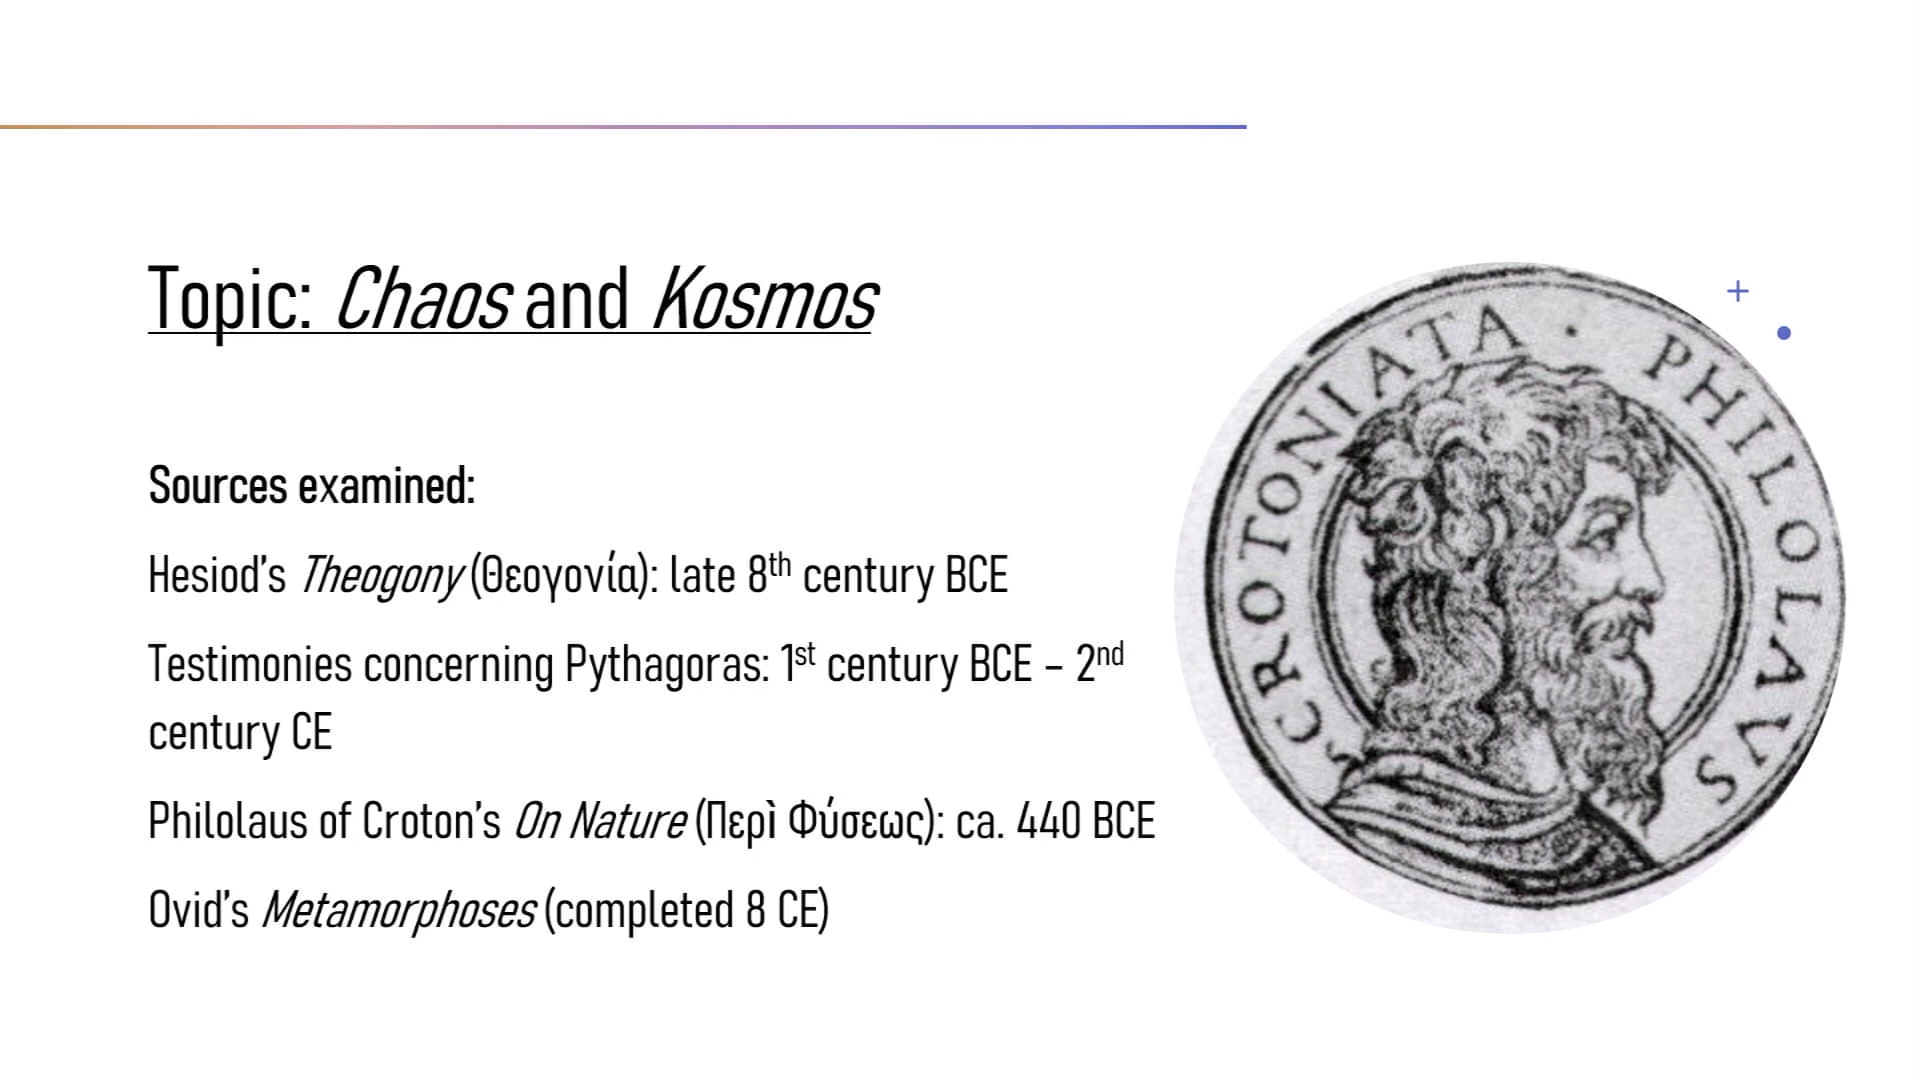 Topic: Chaos and Kosmos
Sources examined:
Hesiod’s Theogony (Θεογονία): late 8th century BCE
Testimonies concerning Pythagoras: 1st century BCE – 2nd
century CE
Philolaus of Croton’s On Nature (Περὶ Φύσεως): ca. 440 BCE
Ovid’s Metamorphoses (completed 8 CE)
CROTONIATA · PHILOLAVS